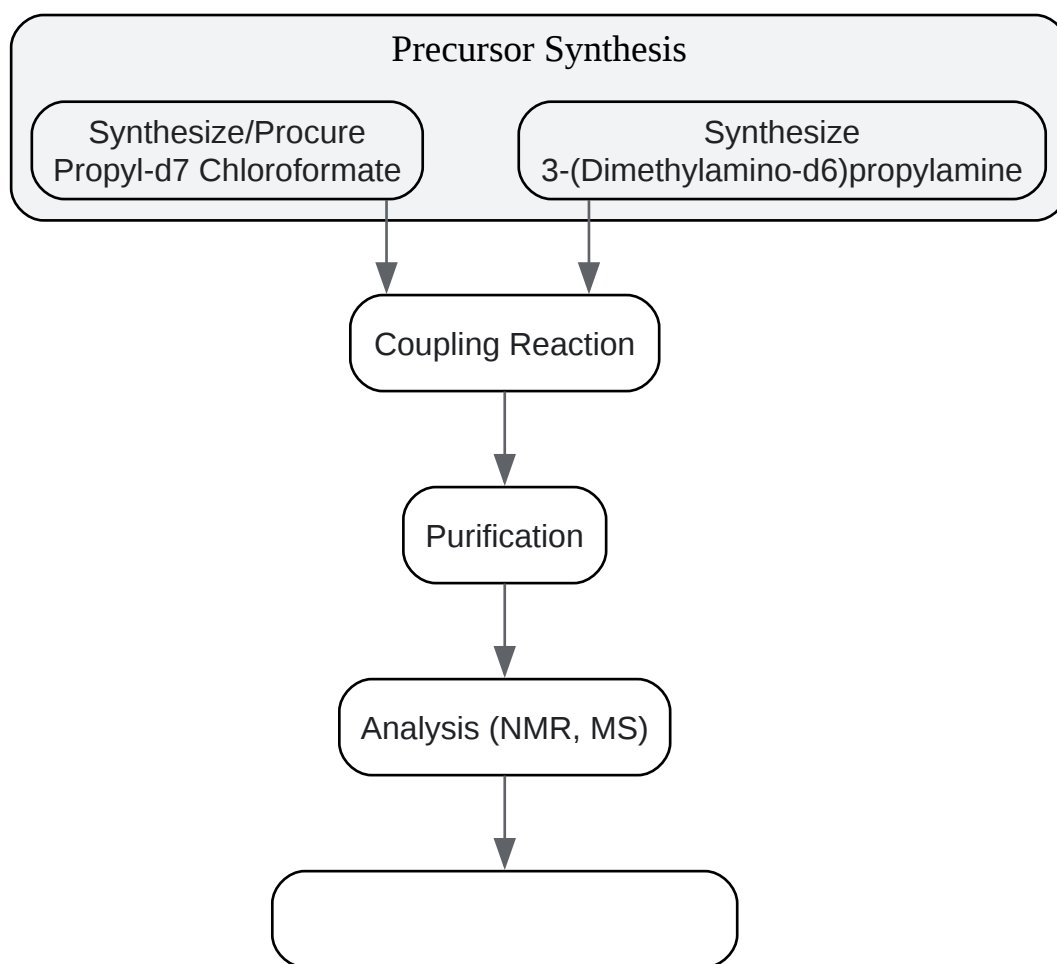 Precursor Synthesis
Synthesize/Procure
Propyl-d7 Chloroformate
Synthesize
3-(Dimethylamino-d6)propylamine
Coupling Reaction
Purification
Analysis (NMR, MS)